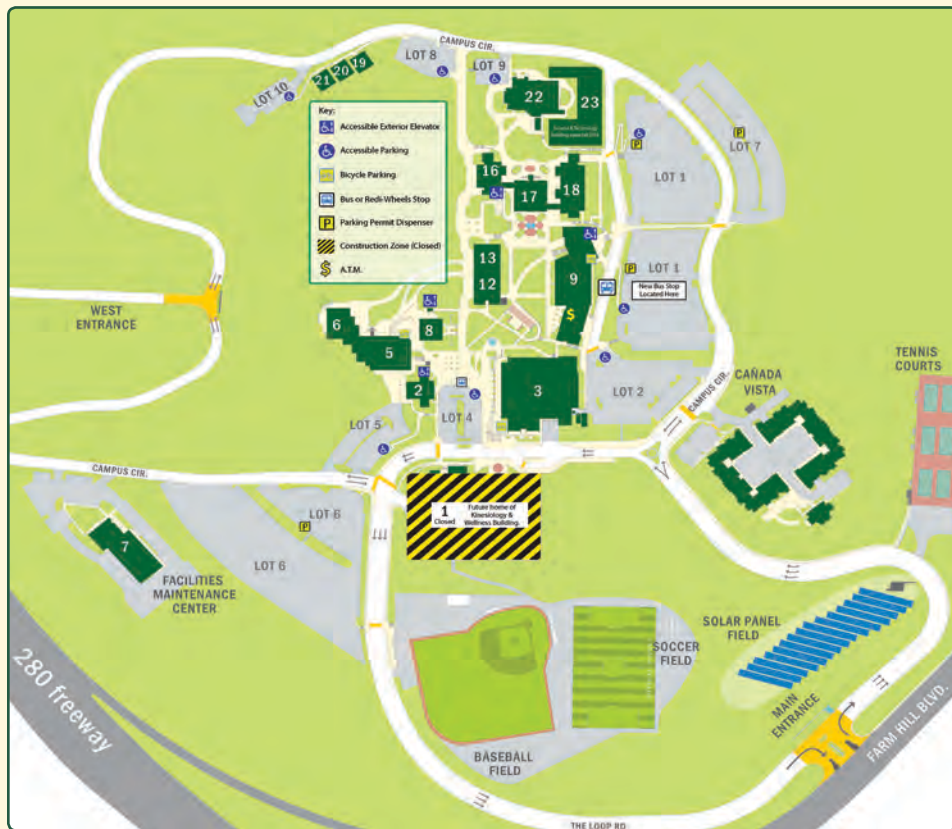 CAMPUS CIR.
LOT 8
LOT 9
19
20
21
LOT 10
22
23
LOT 7
LOT 1
Key:
Accessible Exterior Elevator
Accessible Parking
Bicycle Parking
Bus or Redi-Wheels Stop
P Parking Permit Dispenser
Construction Zone (Closed)
$ A.T.M.
P
P
16
17
18
13
12
9
$
P
LOT 1
New Bus Stop
Located Here
WEST
ENTRANCE
6
5
8
2
3
LOT 2
LOT 4
LOT 5
CAMPUS CIR.
CAÑADA
VISTA
TENNIS
COURTS
CAMPUS CIR.
1
Closed
Future home of
Kinesiology &
Wellness Building.
LOT 6
P
LOT 6
7
FACILITIES
MAINTENANCE
CENTER
280 freeway
SOLAR PANEL
FIELD
SOCCER
FIELD
BASEBALL
FIELD
MAIN
ENTRANCE
FARM HILL BLVD.
THE LOOP RD.